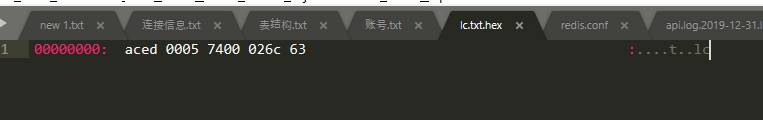 new 1.txt 连接信息.txt 表结构.txt 账号.txt lc.txt.hex redis.conf api.log.2019-12-31.l
1 00000000: aced 0005 7400 026c 63 :....t..lc